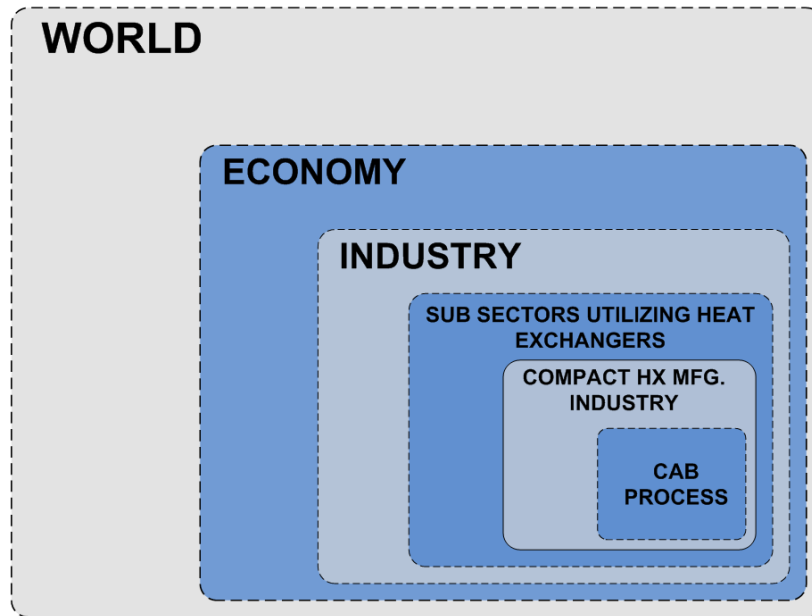 WORLD
ECONOMY
INDUSTRY
SUB SECTORS UTILIZING HEAT
EXCHANGERS
COMPACT HX MFG.
INDUSTRY
CAB
PROCESS